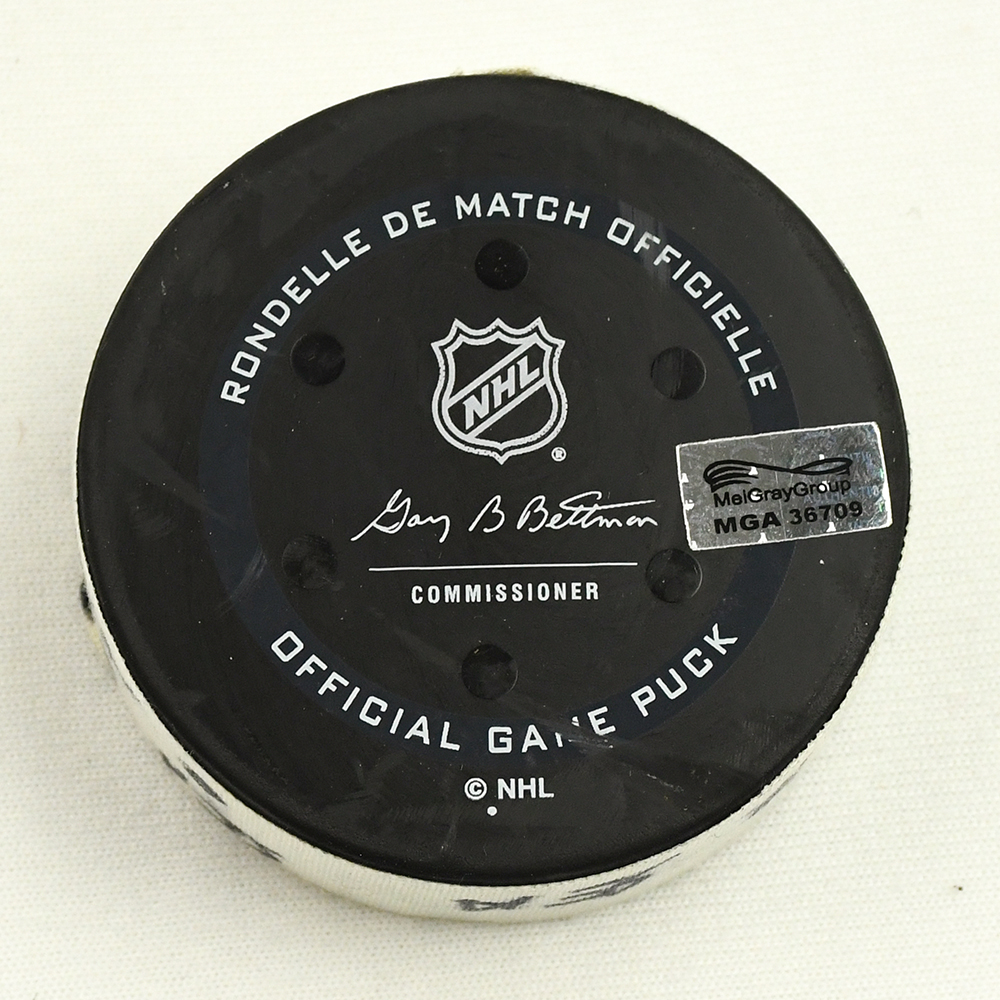 RONDELLE DE MATCH OFFICIELLE
NHL
®
Gary B Bettman
COMMISSIONER
MeiGrayGroup
MGA 36709
OFFICIAL GAME PUCK
© NHL